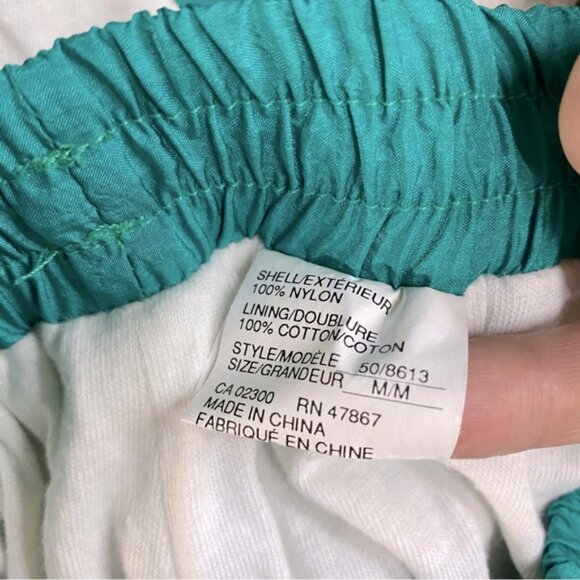 SHELL/EXTÉRIEUR
100% NYLON
LINING/DOUBLURE
100% COTTON/COTON
STYLE/MODÈLE 50/8613
SIZE/GRANDEUR M/M
CA 02300 RN 47867
MADE IN CHINA
FABRIQUÉ EN CHINE